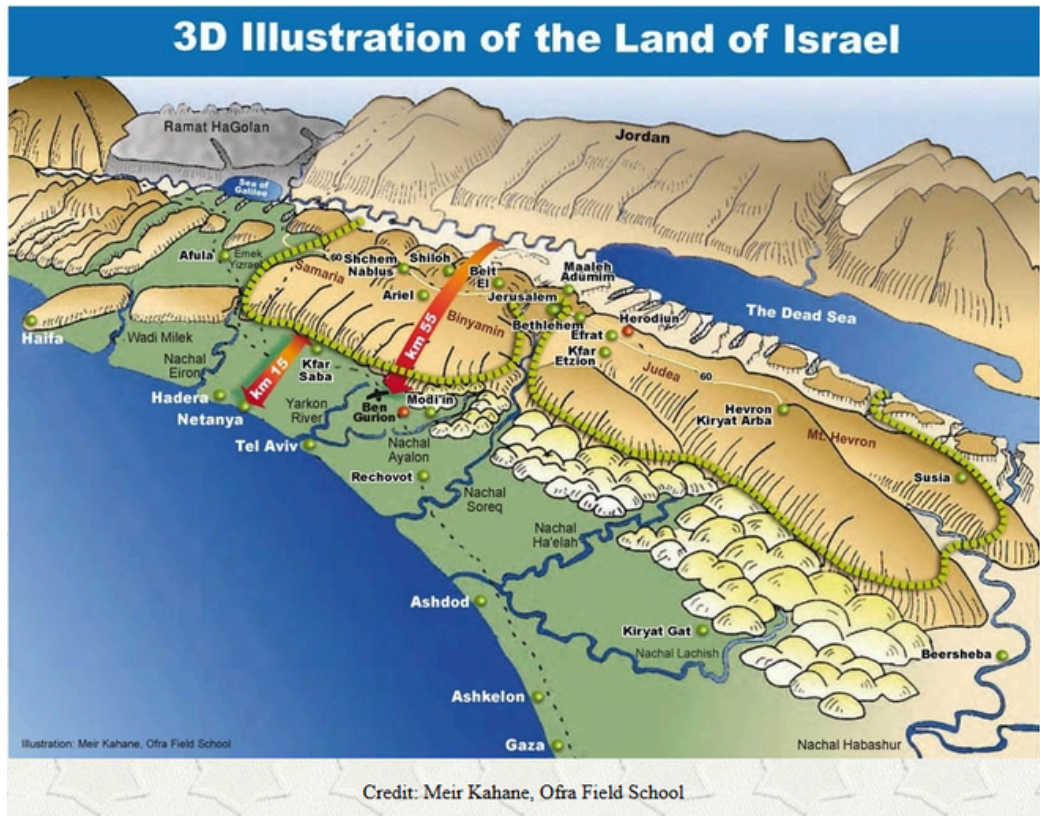 3D Illustration of the Land of Israel
Ramat HaGolan
Jordan
Sea of
Galilee
Afula
Emek
Yizrael
60
Shchem
Nablus
Shiloh
Samaria
Beit
El
Maaleh
Adumim
Ariel
Jerusalem
The Dead Sea
Binyamin
Bethlehem
Herodiun
Efrat
Haifa
Wadi Milek
km 55
Kfar
Etzion
Judea
60
Nachal
Eiron
Kfar
Saba
km 15
Hadera
Netanya
Yarkon
River
Ben
Gurion
Modi'in
Hevron
Kiryat Arba
Mt. Hevron
Tel Aviv
Nachal
Ayalon
Rechovot
Susia
Nachal
Soreq
Nachal
Ha'elah
Ashdod
Kiryat Gat
Nachal Lachish
Beersheba
Ashkelon
Gaza
Nachal Habashur
Illustration: Meir Kahane, Ofra Field School
Credit: Meir Kahane, Ofra Field School